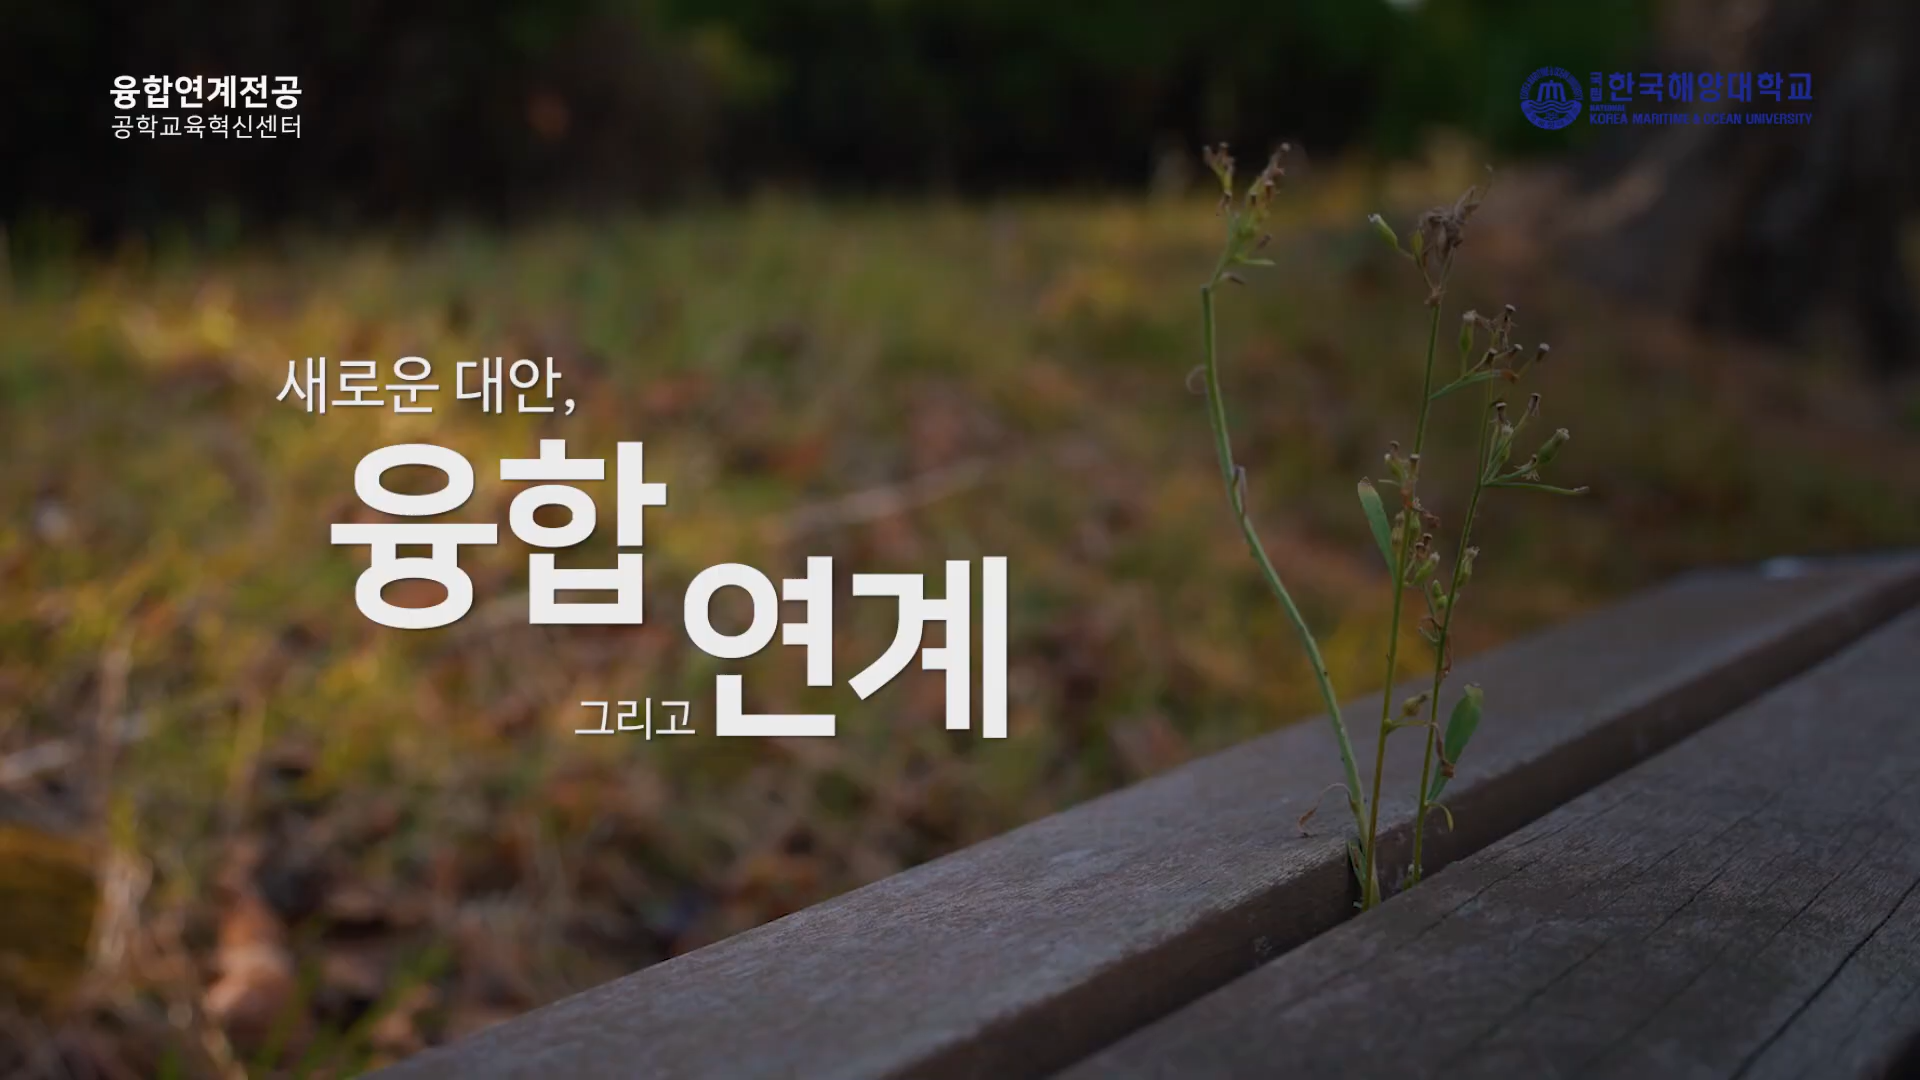 융합연계전공
공학교육혁신센터
국립 한국해양대학교
NATIONAL
KOREA MARITIME & OCEAN UNIVERSITY
새로운 대안,
융합
그리고 연계